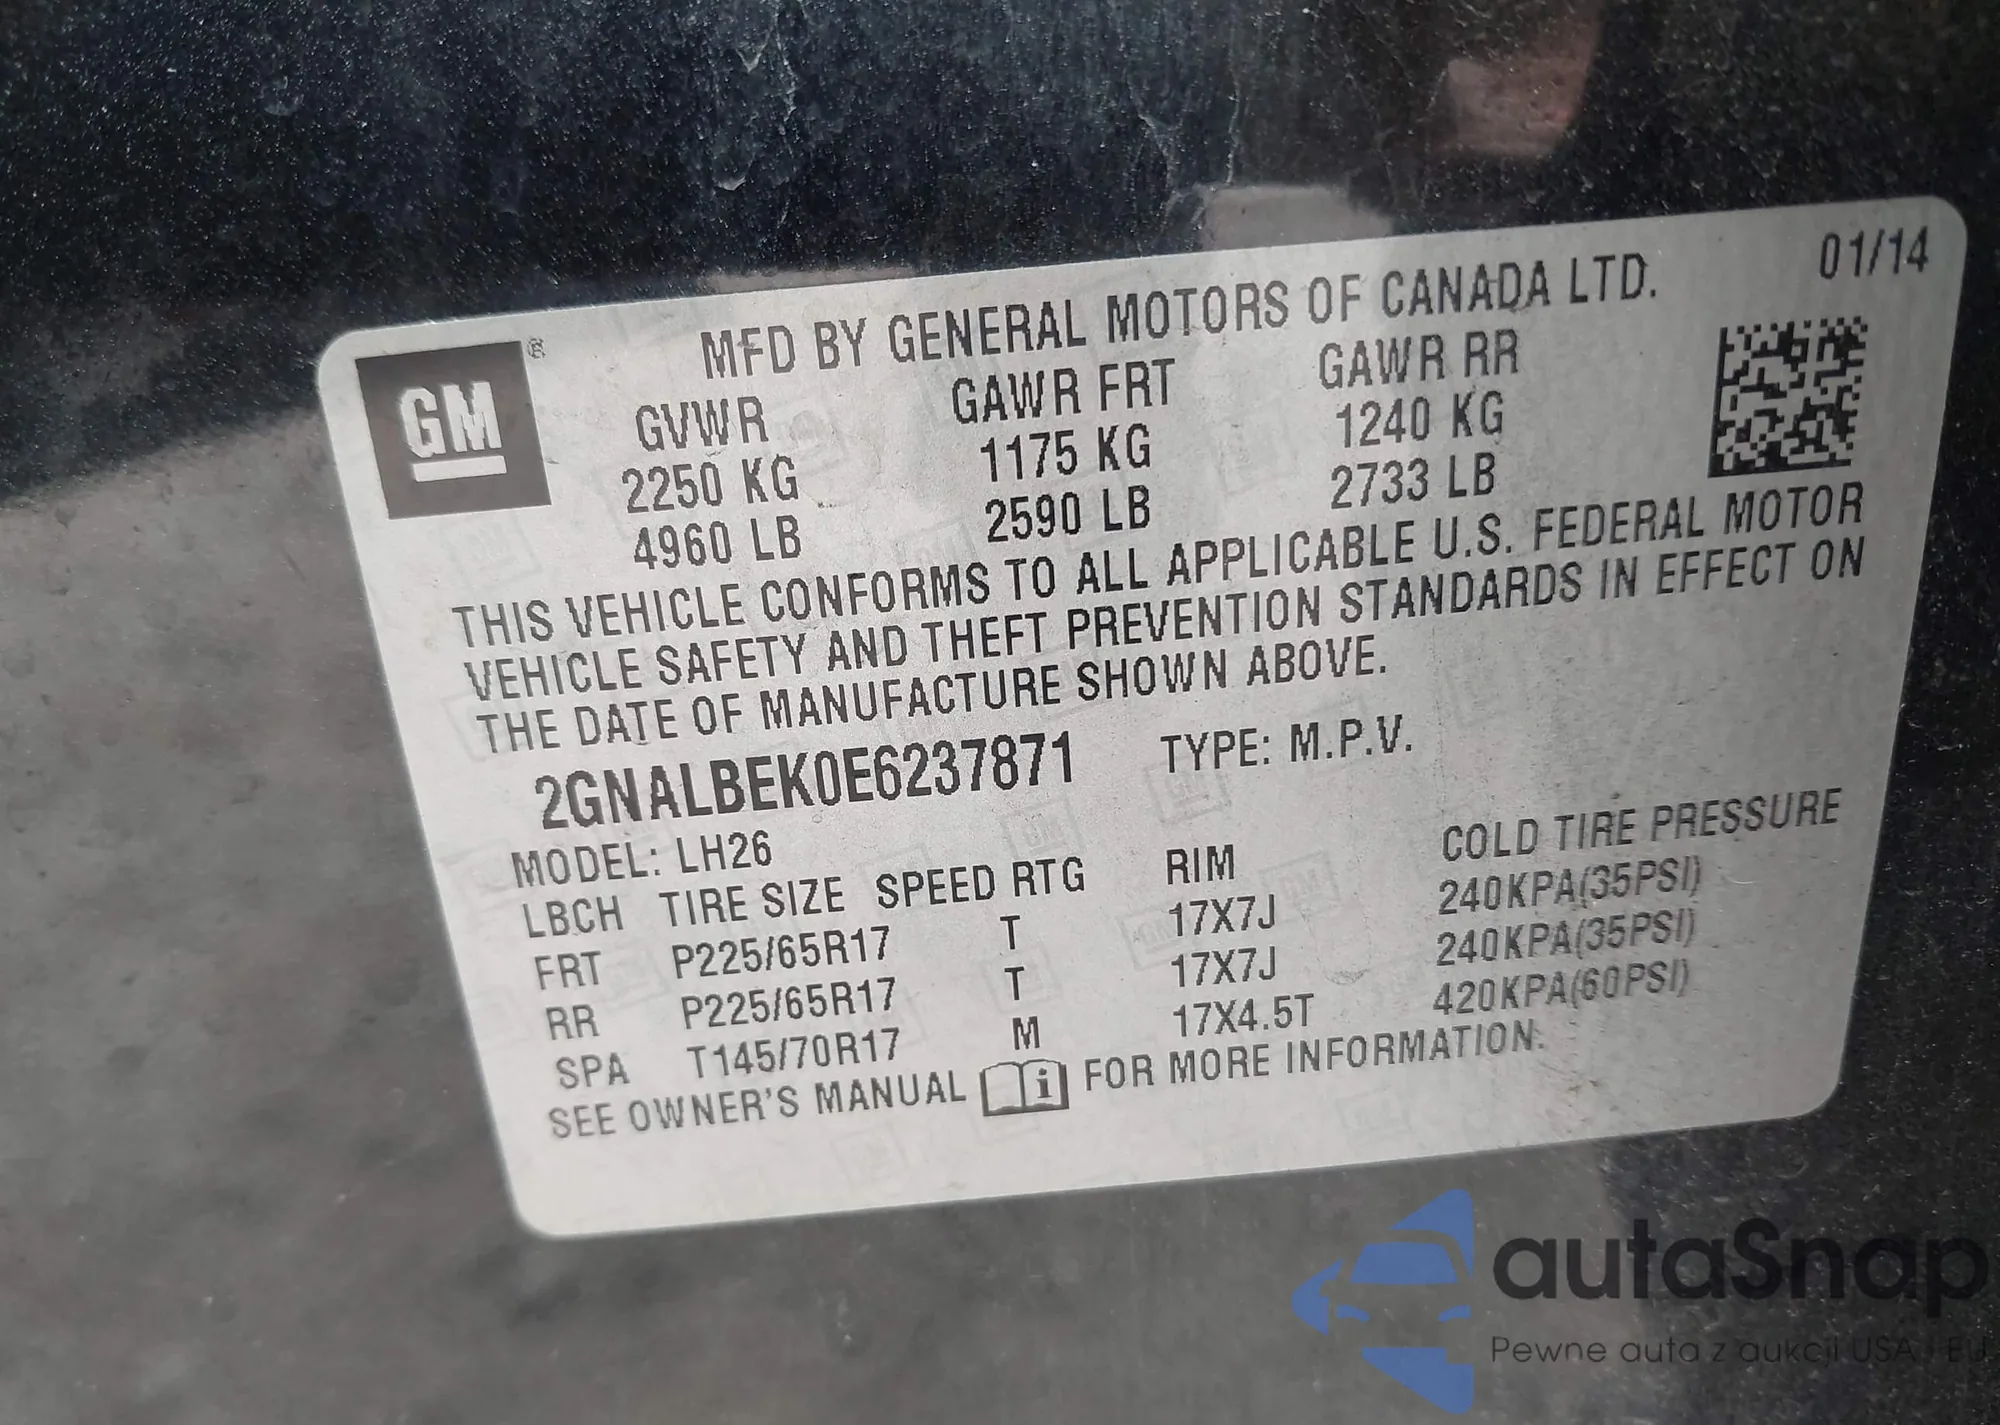 01/14
MFD BY GENERAL MOTORS OF CANADA LTD.
GM ®
GVWR GAWR FRT GAWR RR
2250 KG 1175 KG 1240 KG
4960 LB 2590 LB 2733 LB
THIS VEHICLE CONFORMS TO ALL APPLICABLE U.S. FEDERAL MOTOR
VEHICLE SAFETY AND THEFT PREVENTION STANDARDS IN EFFECT ON
THE DATE OF MANUFACTURE SHOWN ABOVE.
2GNALBEK0E6237871 TYPE: M.P.V.
MODEL: LH26
LBCH TIRE SIZE SPEED RTG RIM COLD TIRE PRESSURE
FRT P225/65R17 T 17X7J 240KPA(35PSI)
RR P225/65R17 T 17X7J 240KPA(35PSI)
SPA T145/70R17 M 17X4.5T 420KPA(60PSI)
SEE OWNER'S MANUAL i FOR MORE INFORMATION.
autaSnap
Pewne auta z aukcji USA i EU